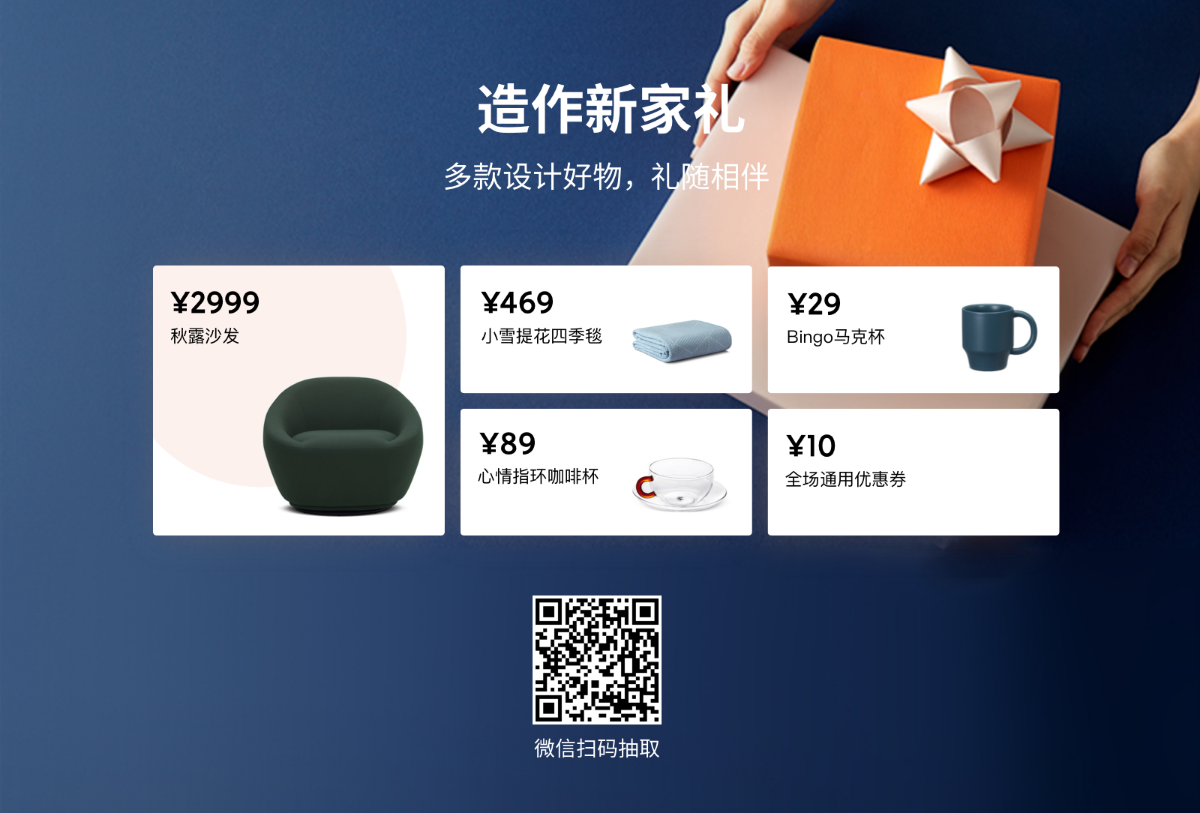 造作新家礼
多款设计好物，礼随相伴
¥2999
秋露沙发
¥469
小雪提花四季毯
¥29
Bingo马克杯
¥89
心情指环咖啡杯
¥10
全场通用优惠券
微信扫码抽取